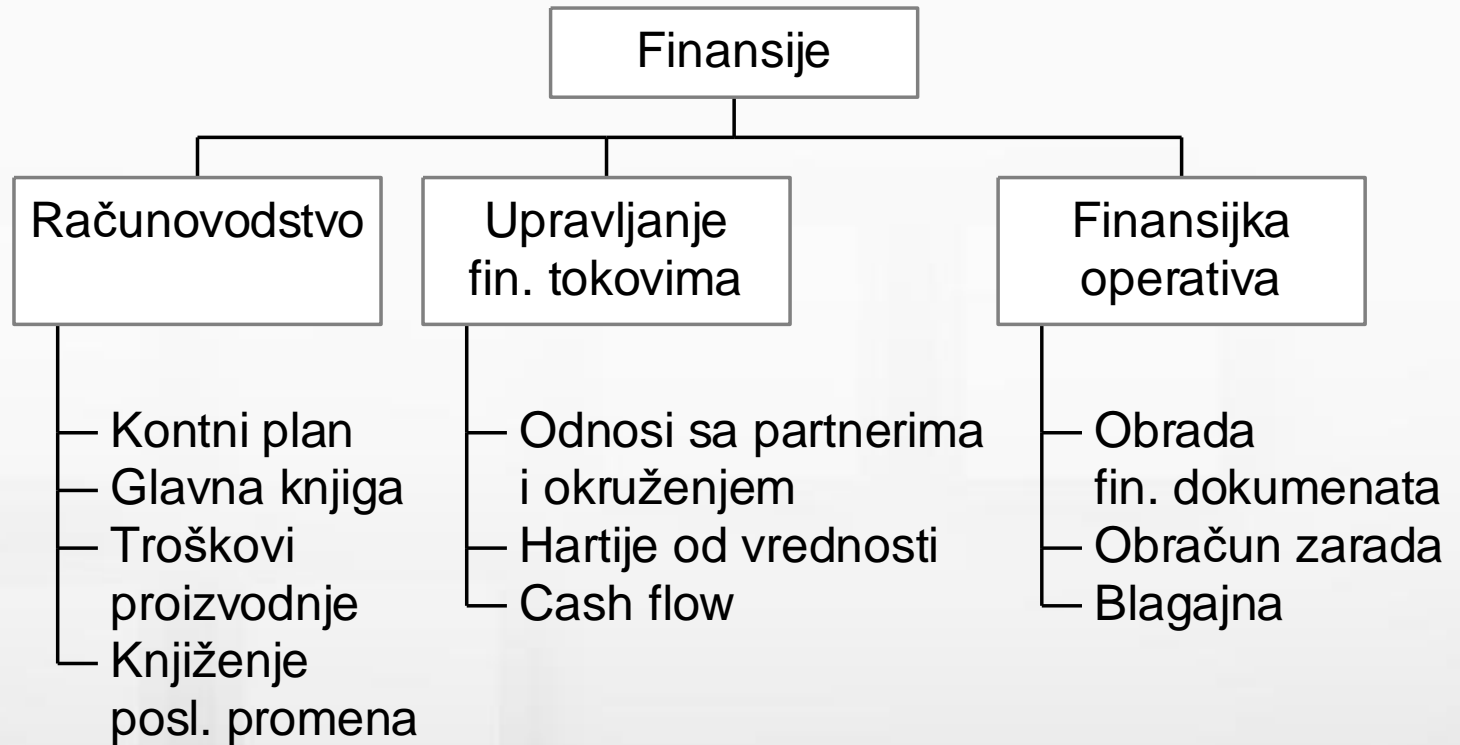 Finansije
Računovodstvo
Upravljanje
fin. tokovima
Finansijka
operativa
Kontni plan
Glavna knjiga
Troškovi
proizvodnje
Knjiženje
posl. promena
Odnosi sa partnerima
i okruženjem
Hartije od vrednosti
Cash flow
Obrada
fin. dokumenata
Obračun zarada
Blagajna